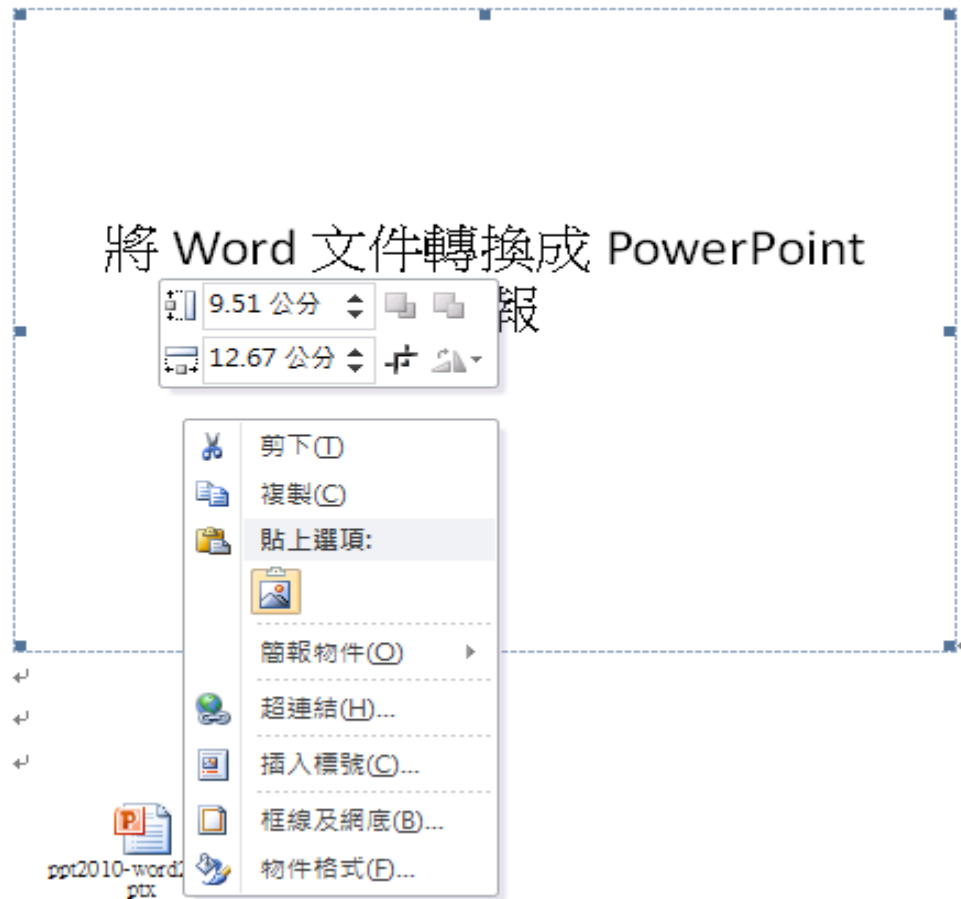 將 Word 文件轉換成 PowerPoint
報
9.51 公分
12.67 公分
剪下(T)
複製(C)
貼上選項:
簡報物件(O)
超連結(H)...
插入標號(C)...
框線及網底(B)...
物件格式(F)...
ppt2010-word2
ptx